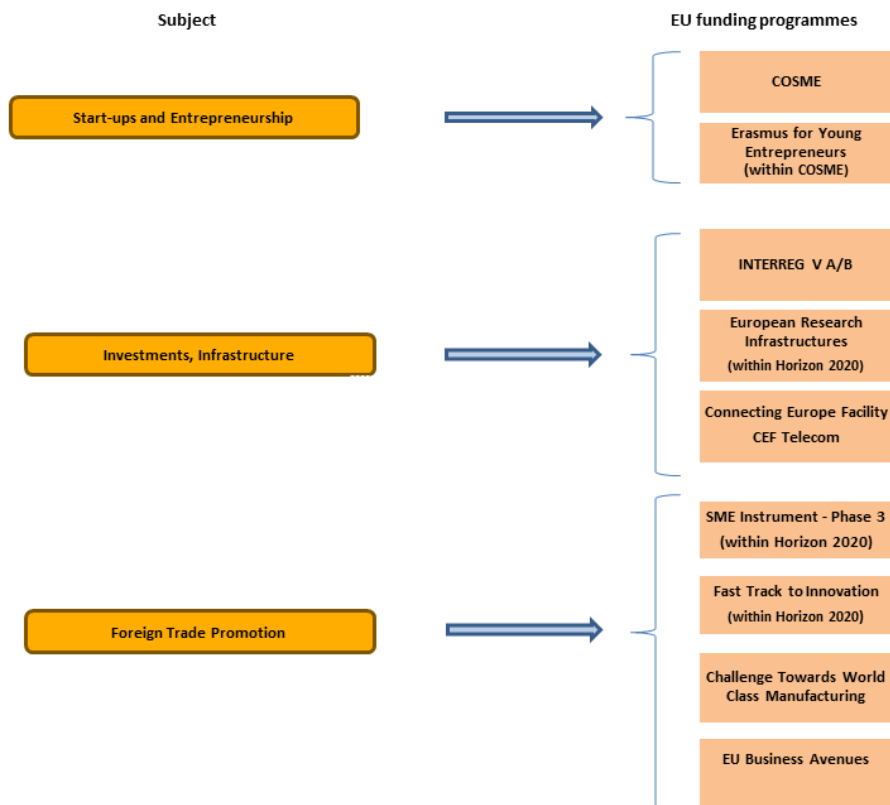 Subject
EU funding programmes
Start-ups and Entrepreneurship
COSME
Erasmus for Young
Entrepreneurs
(within COSME)
Investments, Infrastructure
INTERREG V A/B
European Research
Infrastructures
(within Horizon 2020)
Connecting Europe Facility
CEF Telecom
Foreign Trade Promotion
SME Instrument - Phase 3
(within Horizon 2020)
Fast Track to Innovation
(within Horizon 2020)
Challenge Towards World
Class Manufacturing
EU Business Avenues